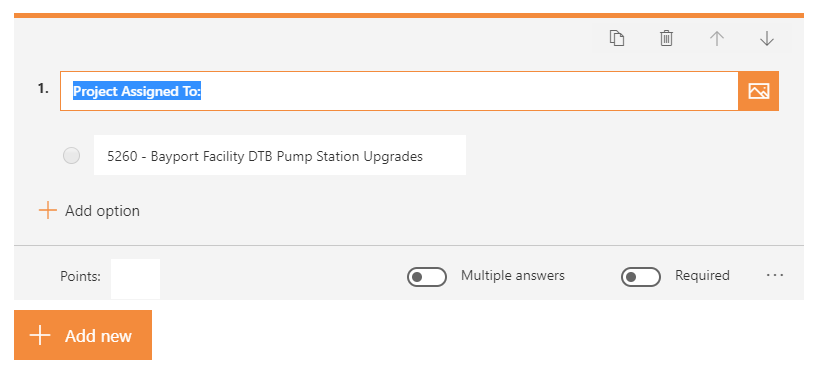 1.
Project Assigned To:
5260 - Bayport Facility DTB Pump Station Upgrades
Add option
Points:
Multiple answers
Required
Add new